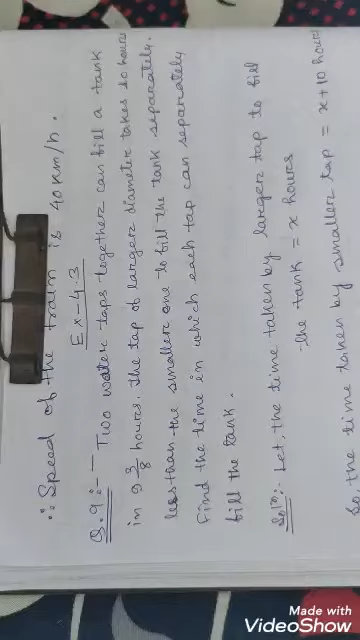 ∴ Speed of the train is 40 km/h.
Ex-4.3
Q.9:- Two water taps together can fill a tank
in 9 3/8 hours. The tap of larger diameter takes 10 hours
less than the smaller one to fill the tank separately.
Find the time in which each tap can separately
fill the tank.
Solⁿ:- Let, the time taken by larger tap to fill
the tank = x hours
So the time taken by smaller tap = x+10 hours
Made with
VideoShow